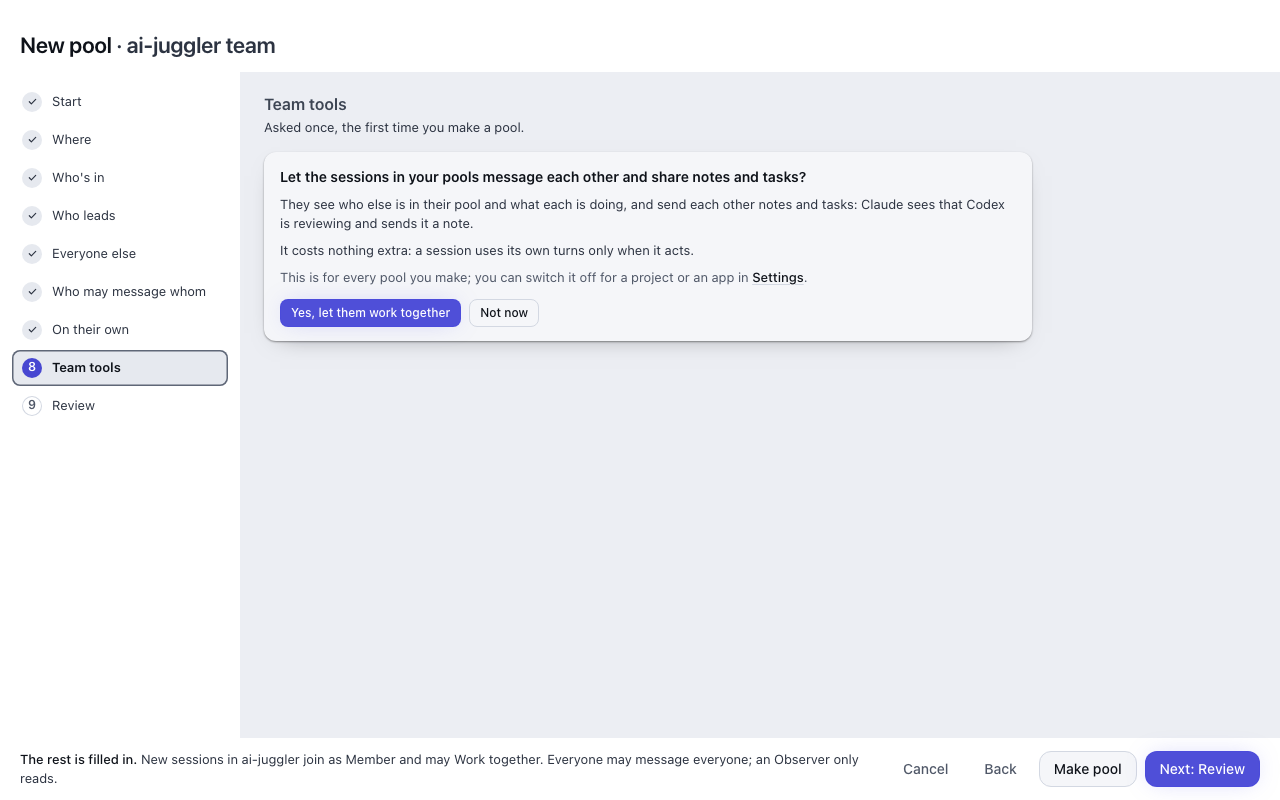 New pool · ai-juggler team
Start
Where
Who's in
Who leads
Everyone else
Who may message whom
On their own
8 Team tools
9 Review
Team tools
Asked once, the first time you make a pool.
Let the sessions in your pools message each other and share notes and tasks?
They see who else is in their pool and what each is doing, and send each other notes and tasks: Claude sees that Codex
is reviewing and sends it a note.
It costs nothing extra: a session uses its own turns only when it acts.
This is for every pool you make; you can switch it off for a project or an app in Settings.
Yes, let them work together Not now
The rest is filled in. New sessions in ai-juggler join as Member and may Work together. Everyone may message everyone; an Observer only
reads.
Cancel Back Make pool Next: Review